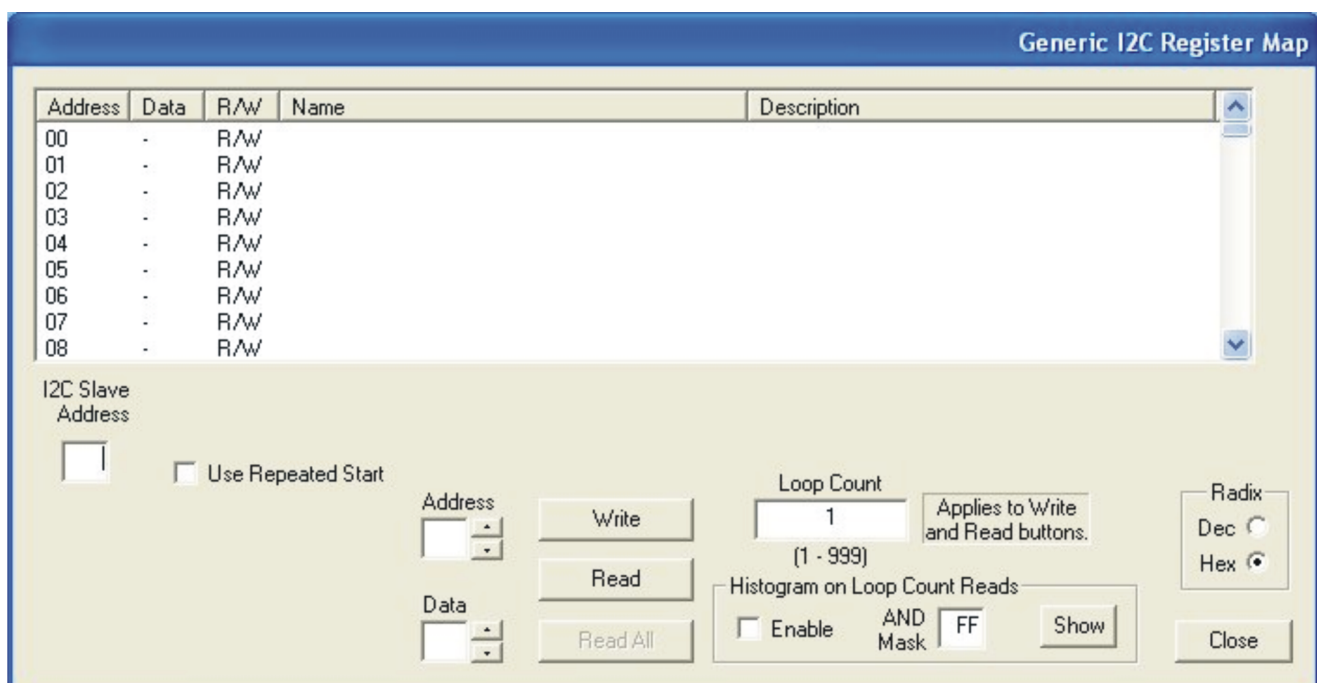 Generic I2C Register Map
Address Data R/W Name Description
00 - R/W
01 - R/W
02 - R/W
03 - R/W
04 - R/W
05 - R/W
06 - R/W
07 - R/W
08 - R/W
I2C Slave
Address
Use Repeated Start
Address
Write
Loop Count
1
(1 - 999)
Applies to Write
and Read buttons.
Radix
Dec
Hex
Read
Data
Read All
Histogram on Loop Count Reads
Enable
AND
Mask
FF
Show
Close